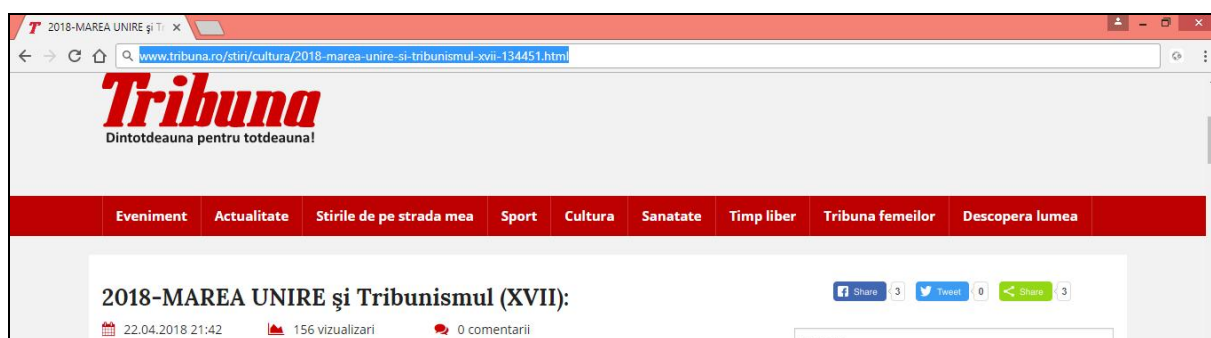 2018-MAREA UNIRE şi Tr
www.tribuna.ro/stiri/cultura/2018-marea-unire-si-tribunismul-xvii-134451.html
Tribuna
Dintotdeauna pentru totdeauna!
Eveniment Actualitate Stirile de pe strada mea Sport Cultura Sanatate Timp liber Tribuna femeilor Descopera lumea
2018-MAREA UNIRE şi Tribunismul (XVII):
Share 3 Tweet 0 Share 3
22.04.2018 21:42 156 vizualizari 0 comentarii